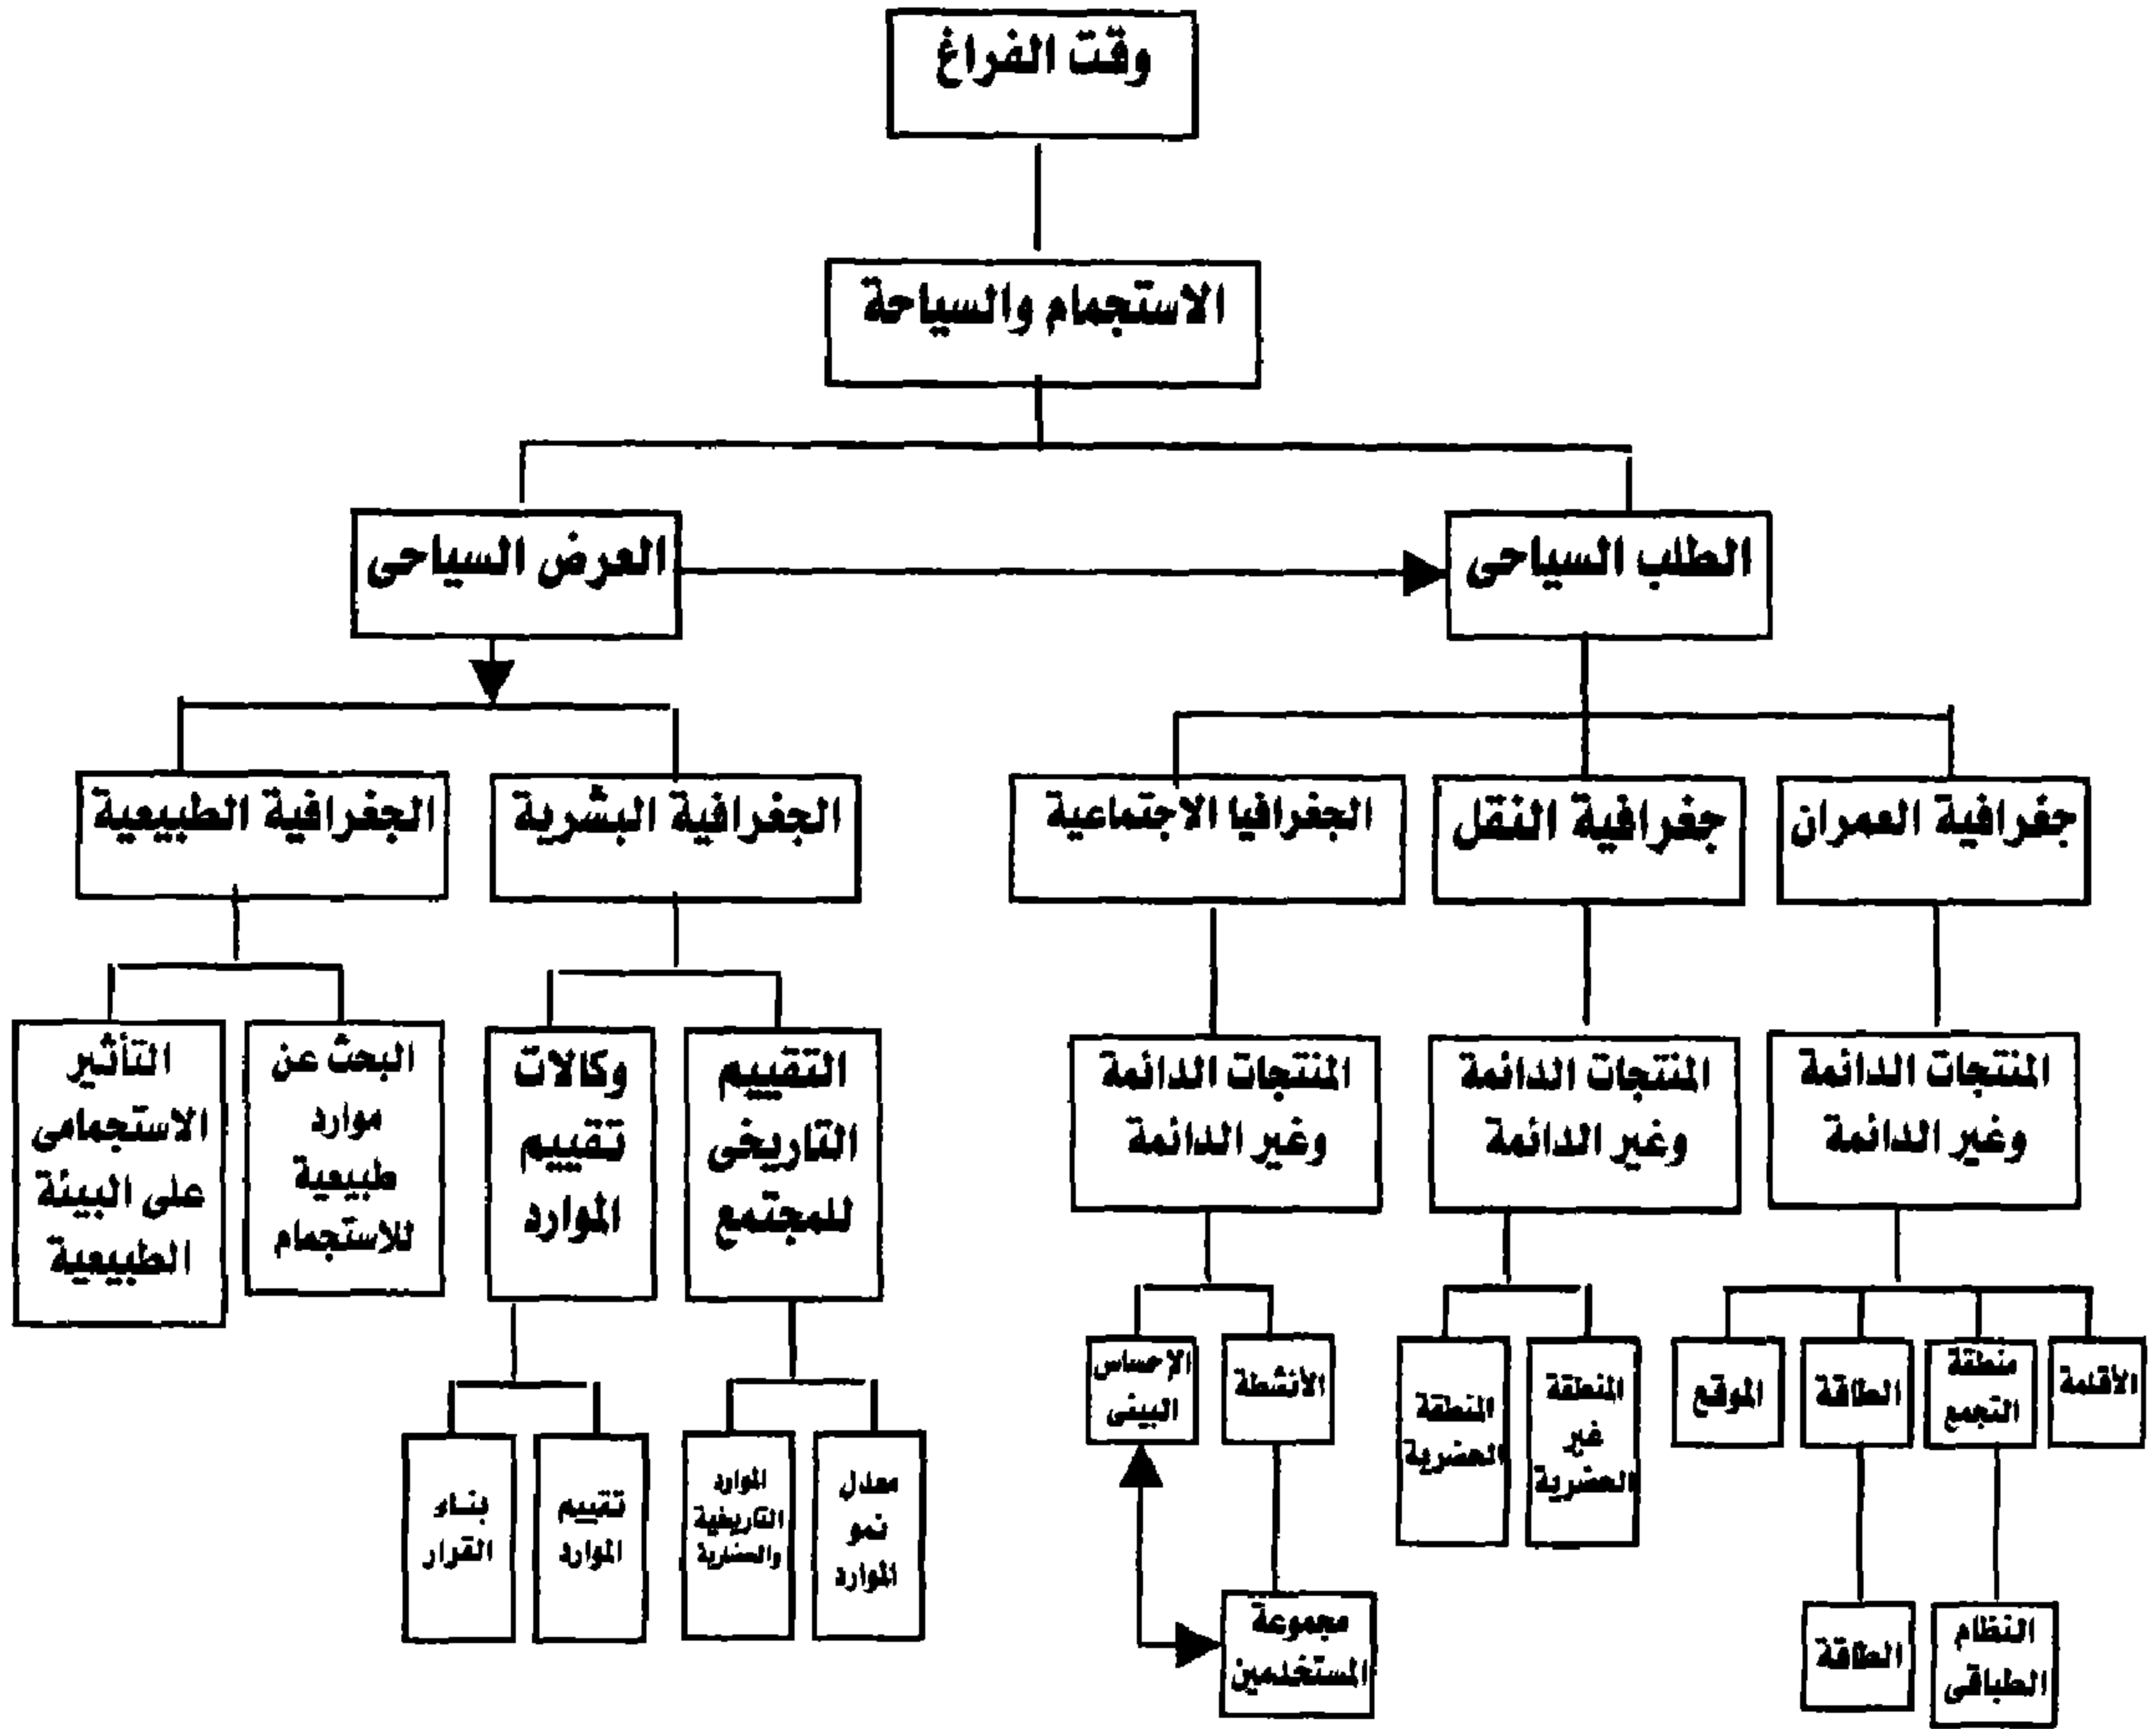 وقت الفراغ
الاستجمام والسياحة
الطلب السياحى
العرض السياحى
جغرافية العمران
جغرافية النقل
الجغرافيا الاجتماعية
الجغرافية البشرية
الجغرافية الطبيعية
المنتجات الدائمة
وغير الدائمة
المنتجات الدائمة
وغير الدائمة
المنتجات الدائمة
وغير الدائمة
التقييم
التاريخى
للمجتمع
وكالات
تقييم
الموارد
البحث عن
موارد
طبيعية
للاستجمام
التأثير
الاستجمامى
على البيئة
الطبيعية
الأقلمة
منطقة
التجمع
الطاقة
الموقع
المنطقة
غير
الحضرية
المنطقة
الحضرية
الأنشطة
الإحساس
البيئى
معدل
نمو
الموارد
الموارد
التاريخية
والحضرية
تقييم
الموارد
بناء
القرار
النظام
الطباقى
الطاقة
مجموعة
المستخدمين